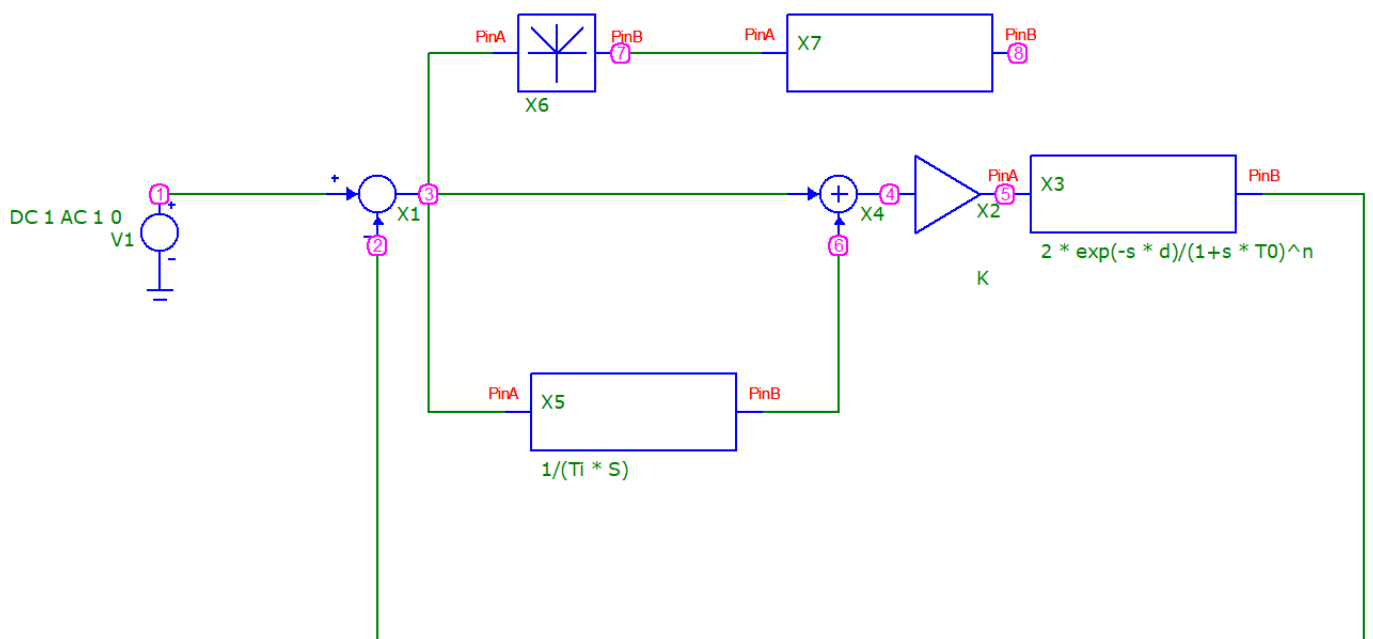 PinA
PinB
7
X6
PinA
X7
PinB
8
DC 1 AC 1 0
V1
1
+
-
+
-
X1
2
3
+
X4
4
6
X2
K
PinA
5
X3
PinB
2 * exp(-s * d)/(1+s * T0)^n
PinA
X5
PinB
1/(Ti * S)